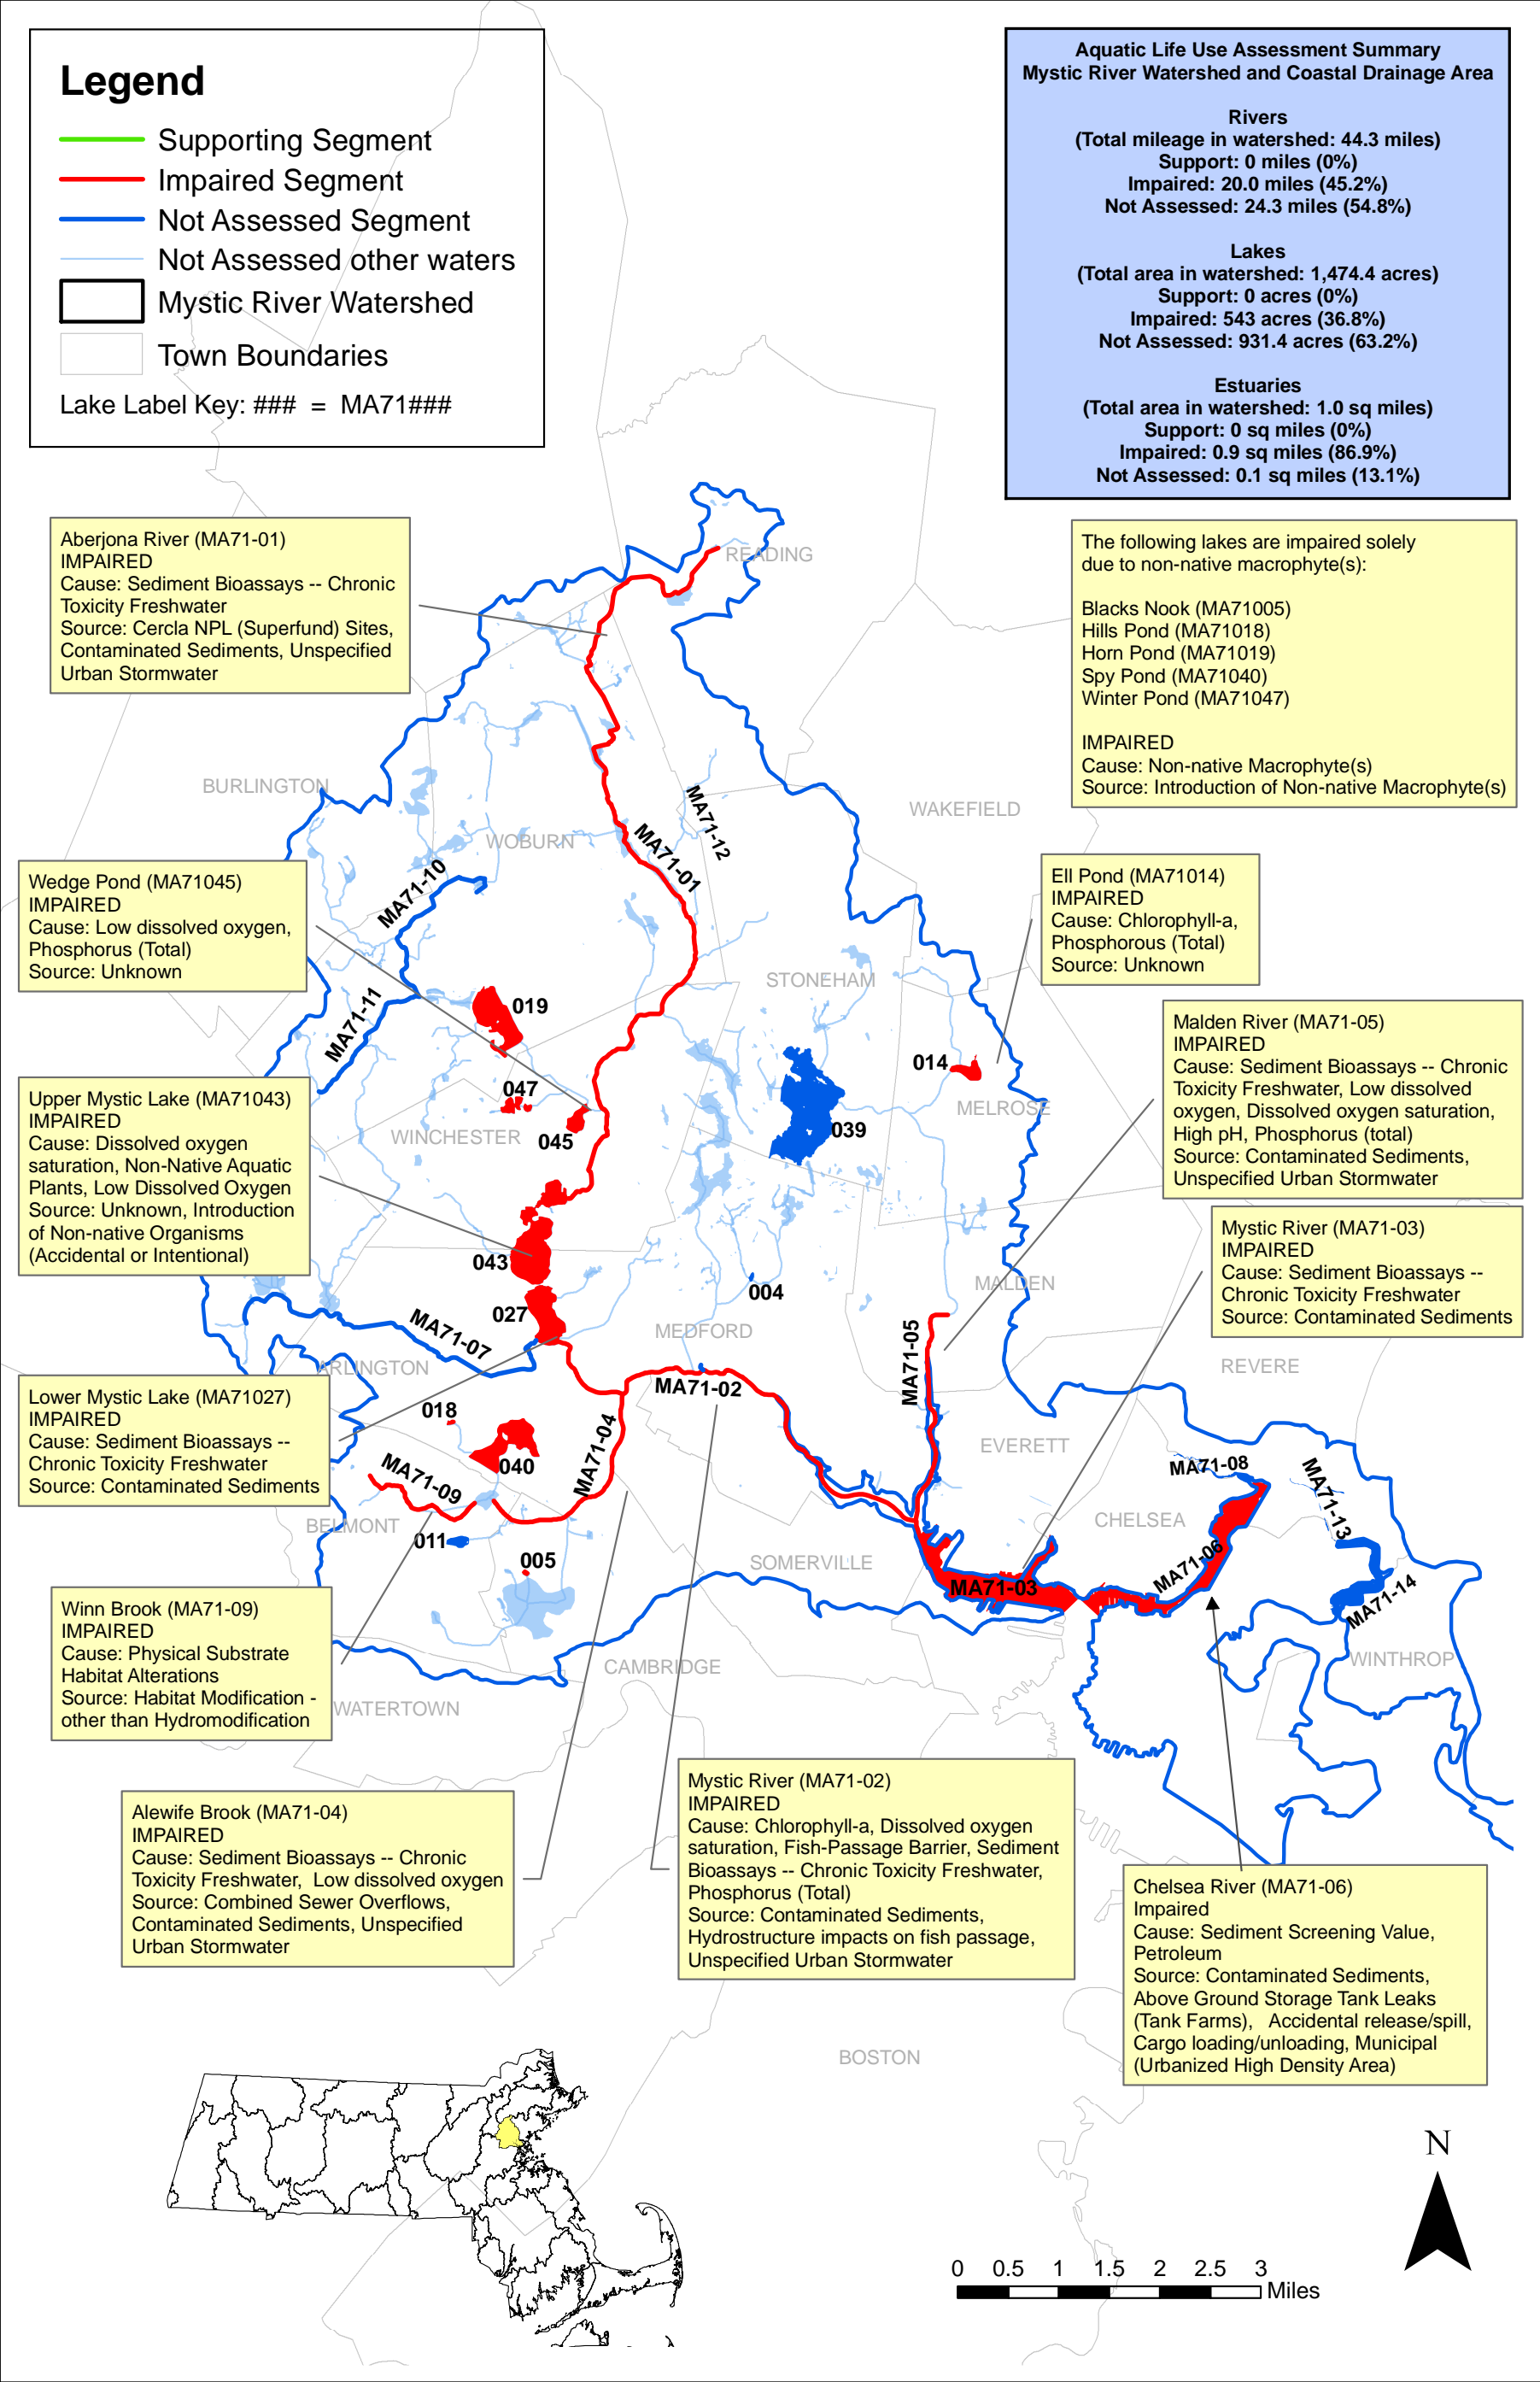 Legend
Supporting Segment
Impaired Segment
Not Assessed Segment
Not Assessed other waters
Mystic River Watershed
Town Boundaries
Lake Label Key: ### = MA71###
Aquatic Life Use Assessment Summary
Mystic River Watershed and Coastal Drainage Area
Rivers
(Total mileage in watershed: 44.3 miles)
Support: 0 miles (0%)
Impaired: 20.0 miles (45.2%)
Not Assessed: 24.3 miles (54.8%)
Lakes
(Total area in watershed: 1,474.4 acres)
Support: 0 acres (0%)
Impaired: 543 acres (36.8%)
Not Assessed: 931.4 acres (63.2%)
Estuaries
(Total area in watershed: 1.0 sq miles)
Support: 0 sq miles (0%)
Impaired: 0.9 sq miles (86.9%)
Not Assessed: 0.1 sq miles (13.1%)
Aberjona River (MA71-01)
IMPAIRED
Cause: Sediment Bioassays -- Chronic
Toxicity Freshwater
Source: Cercla NPL (Superfund) Sites,
Contaminated Sediments, Unspecified
Urban Stormwater
The following lakes are impaired solely
due to non-native macrophyte(s):
Blacks Nook (MA71005)
Hills Pond (MA71018)
Horn Pond (MA71019)
Spy Pond (MA71040)
Winter Pond (MA71047)
IMPAIRED
Cause: Non-native Macrophyte(s)
Source: Introduction of Non-native Macrophyte(s)
READING
BURLINGTON
WOBURN
WAKEFIELD
MA71-12
MA71-01
MA71-10
MA71-11
Wedge Pond (MA71045)
IMPAIRED
Cause: Low dissolved oxygen,
Phosphorus (Total)
Source: Unknown
Ell Pond (MA71014)
IMPAIRED
Cause: Chlorophyll-a,
Phosphorous (Total)
Source: Unknown
STONEHAM
019
014
047
045
039
MELROSE
WINCHESTER
Malden River (MA71-05)
IMPAIRED
Cause: Sediment Bioassays -- Chronic
Toxicity Freshwater, Low dissolved
oxygen, Dissolved oxygen saturation,
High pH, Phosphorus (total)
Source: Contaminated Sediments,
Unspecified Urban Stormwater
Upper Mystic Lake (MA71043)
IMPAIRED
Cause: Dissolved oxygen
saturation, Non-Native Aquatic
Plants, Low Dissolved Oxygen
Source: Unknown, Introduction
of Non-native Organisms
(Accidental or Intentional)
Mystic River (MA71-03)
IMPAIRED
Cause: Sediment Bioassays --
Chronic Toxicity Freshwater
Source: Contaminated Sediments
043
027
004
MALDEN
MEDFORD
REVERE
ARLINGTON
MA71-07
MA71-05
MA71-02
MA71-04
Lower Mystic Lake (MA71027)
IMPAIRED
Cause: Sediment Bioassays --
Chronic Toxicity Freshwater
Source: Contaminated Sediments
018
040
MA71-09
EVERETT
MA71-08
MA71-13
CHELSEA
BELMONT
011
005
SOMERVILLE
MA71-03
MA71-06
MA71-14
WINTHROP
CAMBRIDGE
WATERTOWN
Winn Brook (MA71-09)
IMPAIRED
Cause: Physical Substrate
Habitat Alterations
Source: Habitat Modification -
other than Hydromodification
Alewife Brook (MA71-04)
IMPAIRED
Cause: Sediment Bioassays -- Chronic
Toxicity Freshwater, Low dissolved oxygen
Source: Combined Sewer Overflows,
Contaminated Sediments, Unspecified
Urban Stormwater
Mystic River (MA71-02)
IMPAIRED
Cause: Chlorophyll-a, Dissolved oxygen
saturation, Fish-Passage Barrier, Sediment
Bioassays -- Chronic Toxicity Freshwater,
Phosphorus (Total)
Source: Contaminated Sediments,
Hydrostructure impacts on fish passage,
Unspecified Urban Stormwater
Chelsea River (MA71-06)
Impaired
Cause: Sediment Screening Value,
Petroleum
Source: Contaminated Sediments,
Above Ground Storage Tank Leaks
(Tank Farms), Accidental release/spill,
Cargo loading/unloading, Municipal
(Urbanized High Density Area)
BOSTON
N
0 0.5 1 1.5 2 2.5 3
Miles